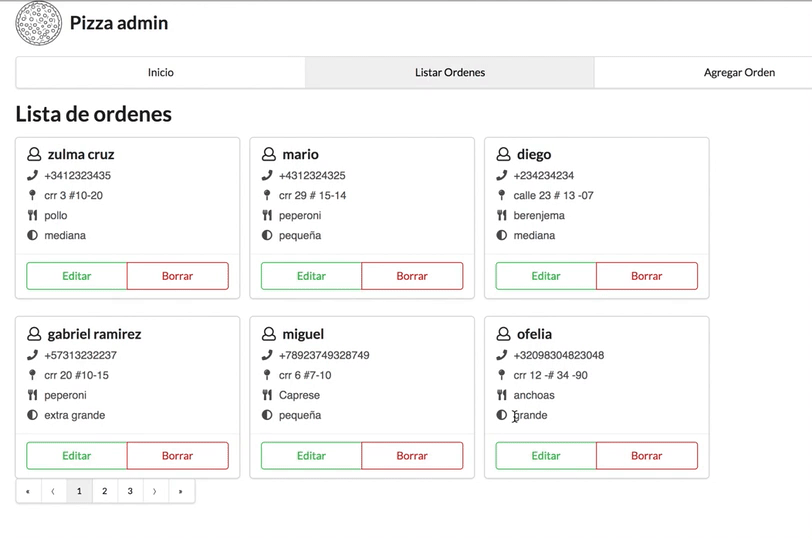 Pizza admin
Inicio Listar Ordenes Agregar Orden
Lista de ordenes
zulma cruz
+3412323435
crr 3 #10-20
pollo
mediana
Editar Borrar
mario
+4312324325
crr 29 # 15-14
peperoni
pequeña
Editar Borrar
diego
+234234234
calle 23 # 13 -07
berenjema
mediana
Editar Borrar
gabriel ramirez
+57313232237
crr 20 #10-15
peperoni
extra grande
Editar Borrar
miguel
+78923749328749
crr 6 #7-10
Caprese
pequeña
Editar Borrar
ofelia
+32098304823048
crr 12 -# 34 -90
anchoas
grande
Editar Borrar
« ⟨ 1 2 3 ⟩ »